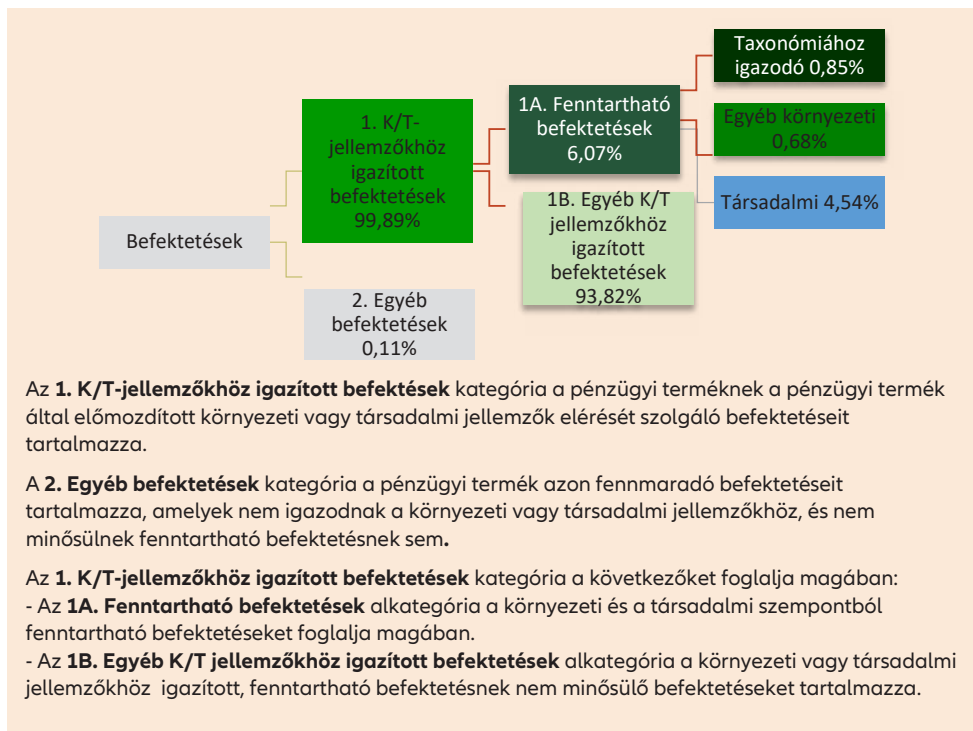 Befektetések
1. K/T-
jellemzőkhöz
igazított
befektetések
99,89%
2. Egyéb
befektetések
0,11%
1A. Fenntartható
befektetések
6,07%
1B. Egyéb K/T
jellemzőkhöz
igazított
befektetések
93,82%
Taxonómiához
igazodó 0,85%
Egyéb környezeti
0,68%
Társadalmi 4,54%
Az 1. K/T-jellemzőkhöz igazított befektések kategória a pénzügyi terméknek a pénzügyi termék
által előmozdított környezeti vagy társadalmi jellemzők elérését szolgáló befektetéseit
tartalmazza.
A 2. Egyéb befektetések kategória a pénzügyi termék azon fennmaradó befektetéseit
tartalmazza, amelyek nem igazodnak a környezeti vagy társadalmi jellemzőkhöz, és nem
minősülnek fenntartható befektetésnek sem.
Az 1. K/T-jellemzőkhöz igazított befektetések kategória a következőket foglalja magában:
- Az 1A. Fenntartható befektetések alkategória a környezeti és a társadalmi szempontból
fenntartható befektetéseket foglalja magában.
- Az 1B. Egyéb K/T jellemzőkhöz igazított befektetések alkategória a környezeti vagy társadalmi
jellemzőkhöz  igazított, fenntartható befektetésnek nem minősülő befektetéseket tartalmazza.